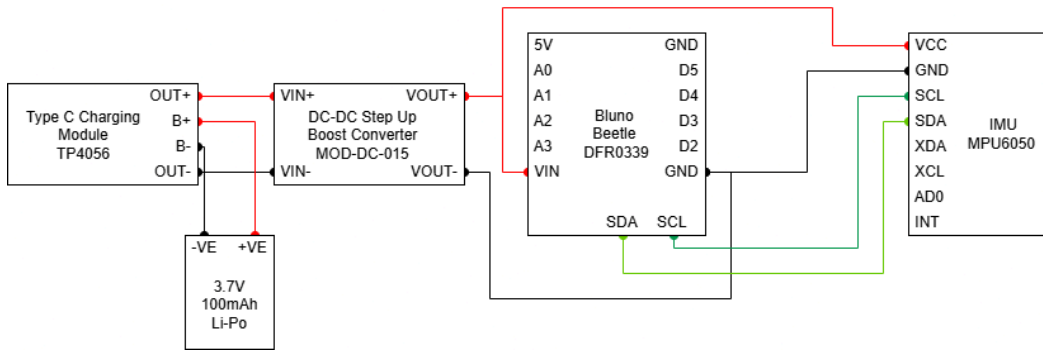 OUT+
B+
B-
OUT-
Type C Charging
Module
TP4056
-VE
+VE
3.7V
100mAh
Li-Po
VIN+
VIN-
DC-DC Step Up
Boost Converter
MOD-DC-015
VOUT+
VOUT-
5V
A0
A1
A2
A3
VIN
Bluno
Beetle
DFR0339
GND
D5
D4
D3
D2
GND
SDA
SCL
VCC
GND
SCL
SDA
XDA
XCL
AD0
INT
IMU
MPU6050